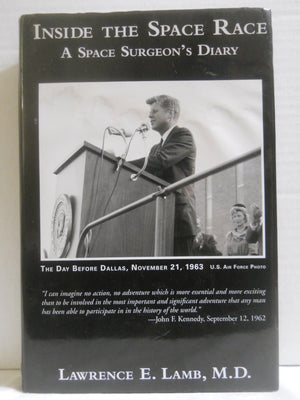 INSIDE THE SPACE RACE
A SPACE SURGEON'S DIARY
THE DAY BEFORE DALLAS, NOVEMBER 21, 1963 U.S. AIR FORCE PHOTO
"I can imagine no action, no adventure which is more essential and more exciting
than to be involved in the most important and significant adventure that any man
has been able to participate in in the history of the world."
—John F. Kennedy, September 12, 1962
LAWRENCE E. LAMB, M.D.